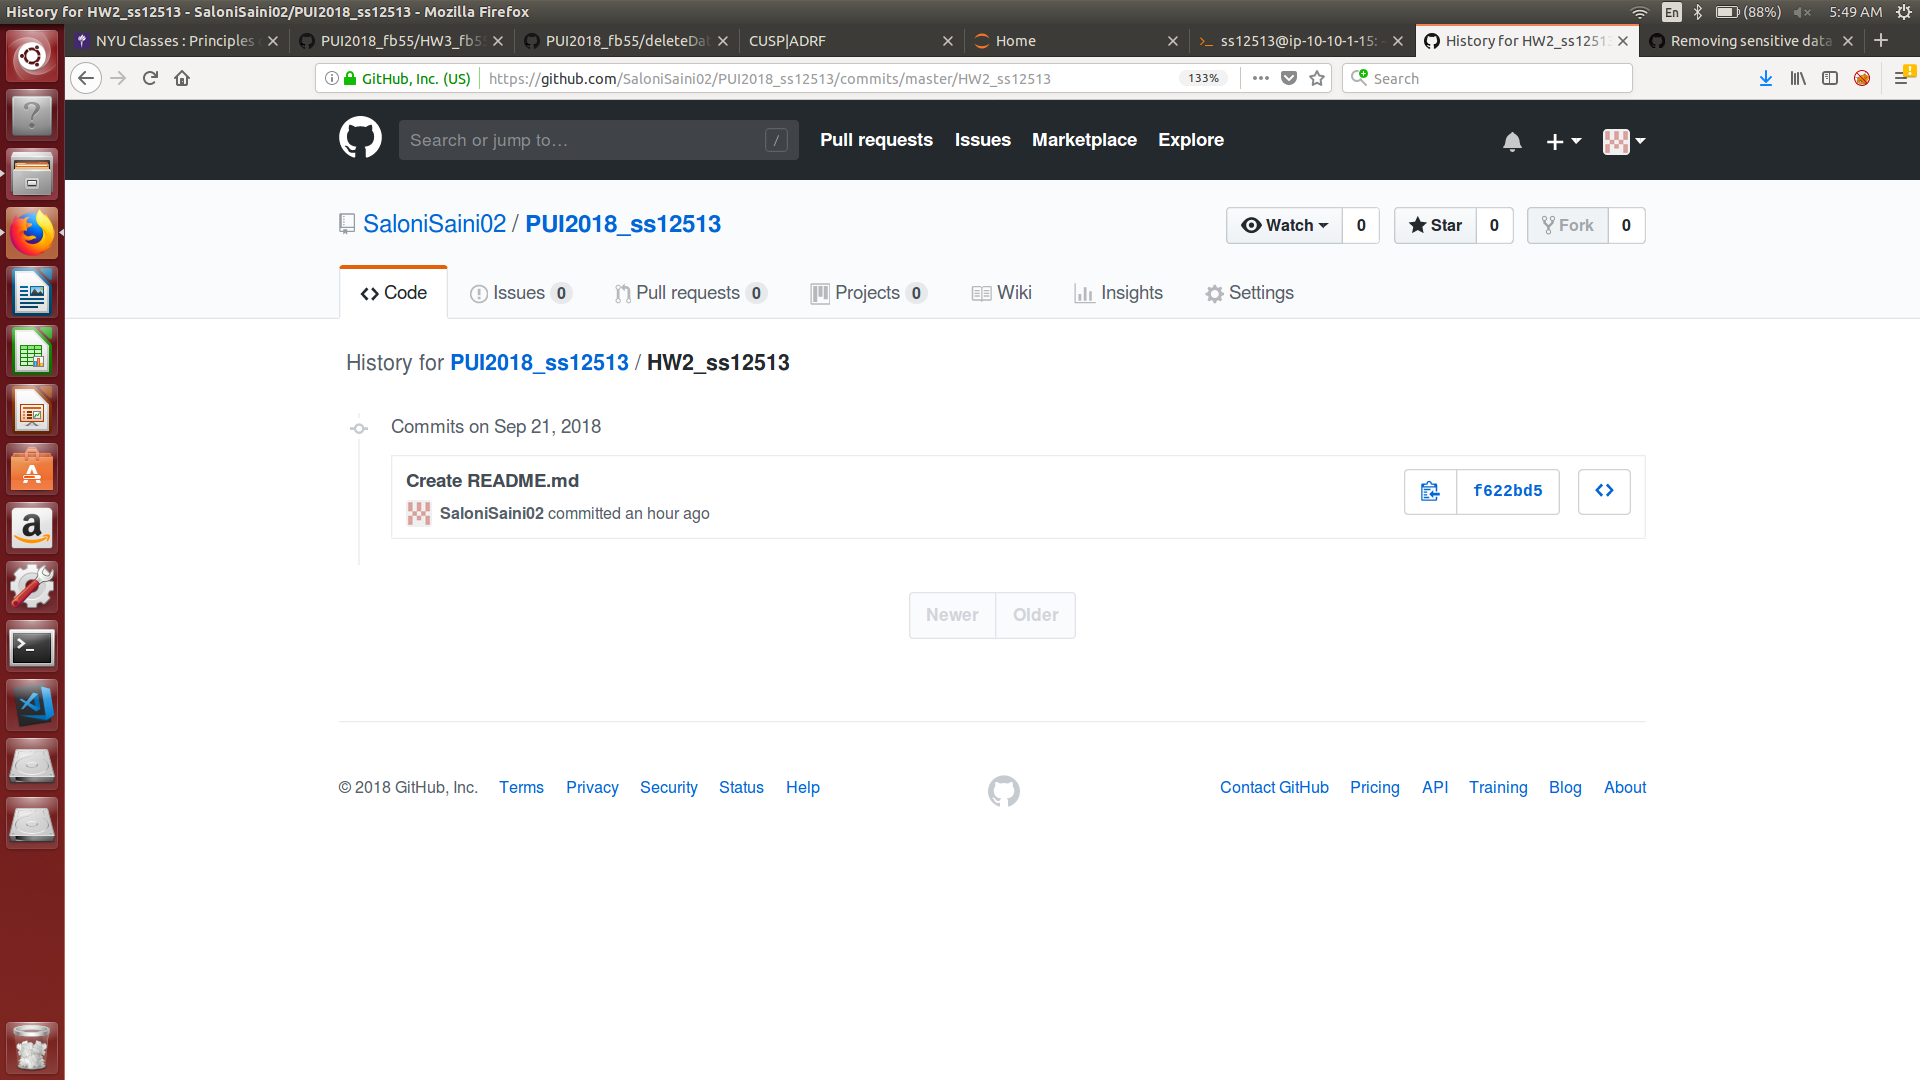 History for HW2_ss12513 - SaloniSaini02/PUI2018_ss12513 - Mozilla Firefox
En (88%) 5:49 AM
NYU Classes : Principles
PUI2018_fb55/HW3_fb5
PUI2018_fb55/deleteDat
CUSP|ADRF
Home
ss12513@ip-10-10-1-15: -
History for HW2_ss12513
Removing sensitive data
GitHub, Inc. (US) https://github.com/SaloniSaini02/PUI2018_ss12513/commits/master/HW2_ss12513 133% Search
Search or jump to… / Pull requests Issues Marketplace Explore
SaloniSaini02 / PUI2018_ss12513 Watch 0 Star 0 Fork 0
Code Issues 0 Pull requests 0 Projects 0 Wiki Insights Settings
History for PUI2018_ss12513 / HW2_ss12513
Commits on Sep 21, 2018
Create README.md
SaloniSaini02 committed an hour ago
f622bd5
Newer Older
© 2018 GitHub, Inc. Terms Privacy Security Status Help Contact GitHub Pricing API Training Blog About